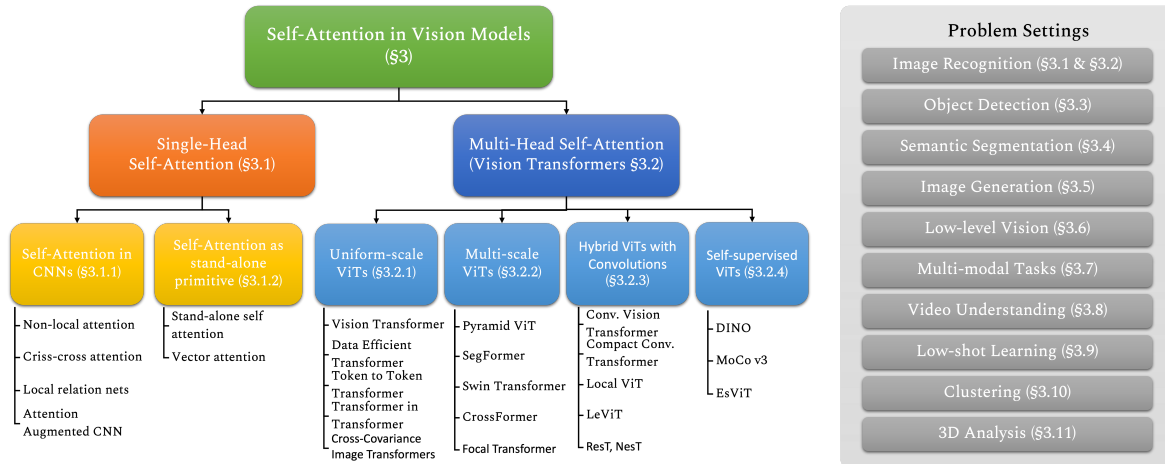 Self-Attention in Vision Models
(§3)
Single-Head
Self-Attention (§3.1)
Multi-Head Self-Attention
(Vision Transformers §3.2)
Self-Attention in
CNNs (§3.1.1)
Non-local attention
Criss-cross attention
Local relation nets
Attention
Augmented CNN
Self-Attention as
stand-alone
primitive (§3.1.2)
Stand-alone self
attention
Vector attention
Uniform-scale
ViTs (§3.2.1)
Vision Transformer
Data Efficient
Transformer
Token to Token
Transformer
Transformer in
Transformer
Cross-Covariance
Image Transformers
Multi-scale
ViTs (§3.2.2)
Pyramid ViT
SegFormer
Swin Transformer
CrossFormer
Focal Transformer
Hybrid ViTs with
Convolutions
(§3.2.3)
Conv. Vision
Transformer
Compact Conv.
Transformer
Local ViT
LeViT
ResT, NesT
Self-supervised
ViTs (§3.2.4)
DINO
MoCo v3
EsViT
Problem Settings
Image Recognition (§3.1 & §3.2)
Object Detection (§3.3)
Semantic Segmentation (§3.4)
Image Generation (§3.5)
Low-level Vision (§3.6)
Multi-modal Tasks (§3.7)
Video Understanding (§3.8)
Low-shot Learning (§3.9)
Clustering (§3.10)
3D Analysis (§3.11)